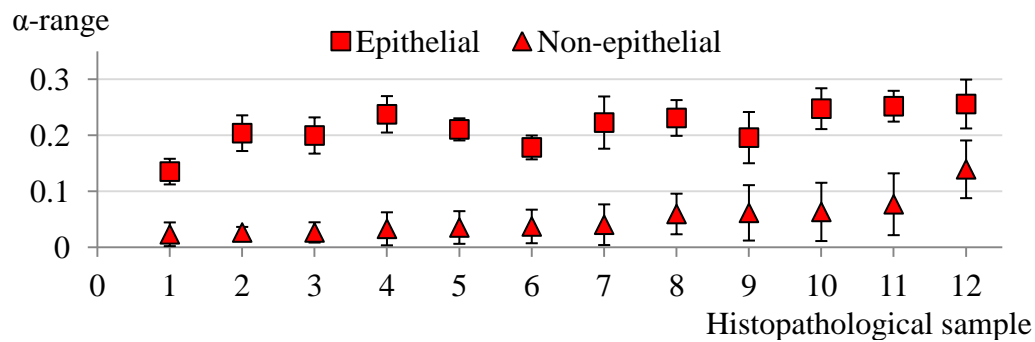 α-range
Epithelial Non-epithelial
0.3
0.2
0.1
0
0 1 2 3 4 5 6 7 8 9 10 11 12
Histopathological sample